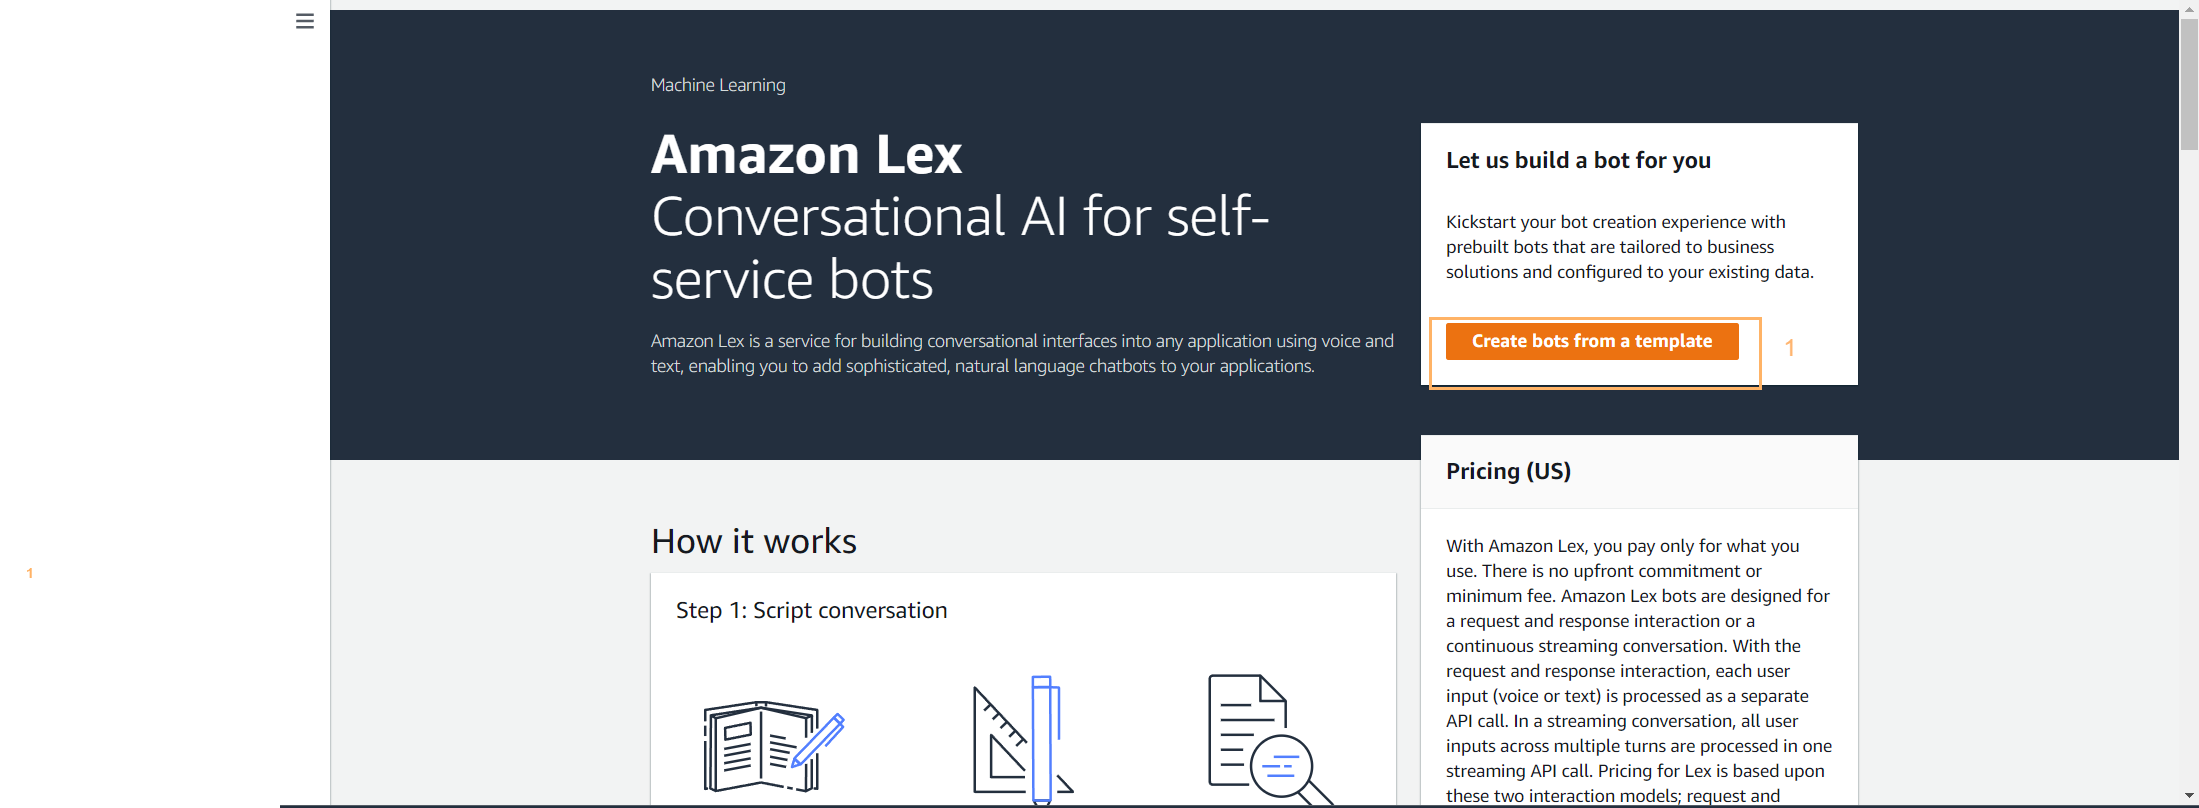 Machine Learning
Amazon Lex
Conversational AI for self-
service bots
Amazon Lex is a service for building conversational interfaces into any application using voice and
text, enabling you to add sophisticated, natural language chatbots to your applications.
Let us build a bot for you
Kickstart your bot creation experience with
prebuilt bots that are tailored to business
solutions and configured to your existing data.
Create bots from a template
1
Pricing (US)
With Amazon Lex, you pay only for what you
use. There is no upfront commitment or
minimum fee. Amazon Lex bots are designed for
a request and response interaction or a
continuous streaming conversation. With the
request and response interaction, each user
input (voice or text) is processed as a separate
API call. In a streaming conversation, all user
inputs across multiple turns are processed in one
streaming API call. Pricing for Lex is based upon
these two interaction models; request and
How it works
Step 1: Script conversation
1